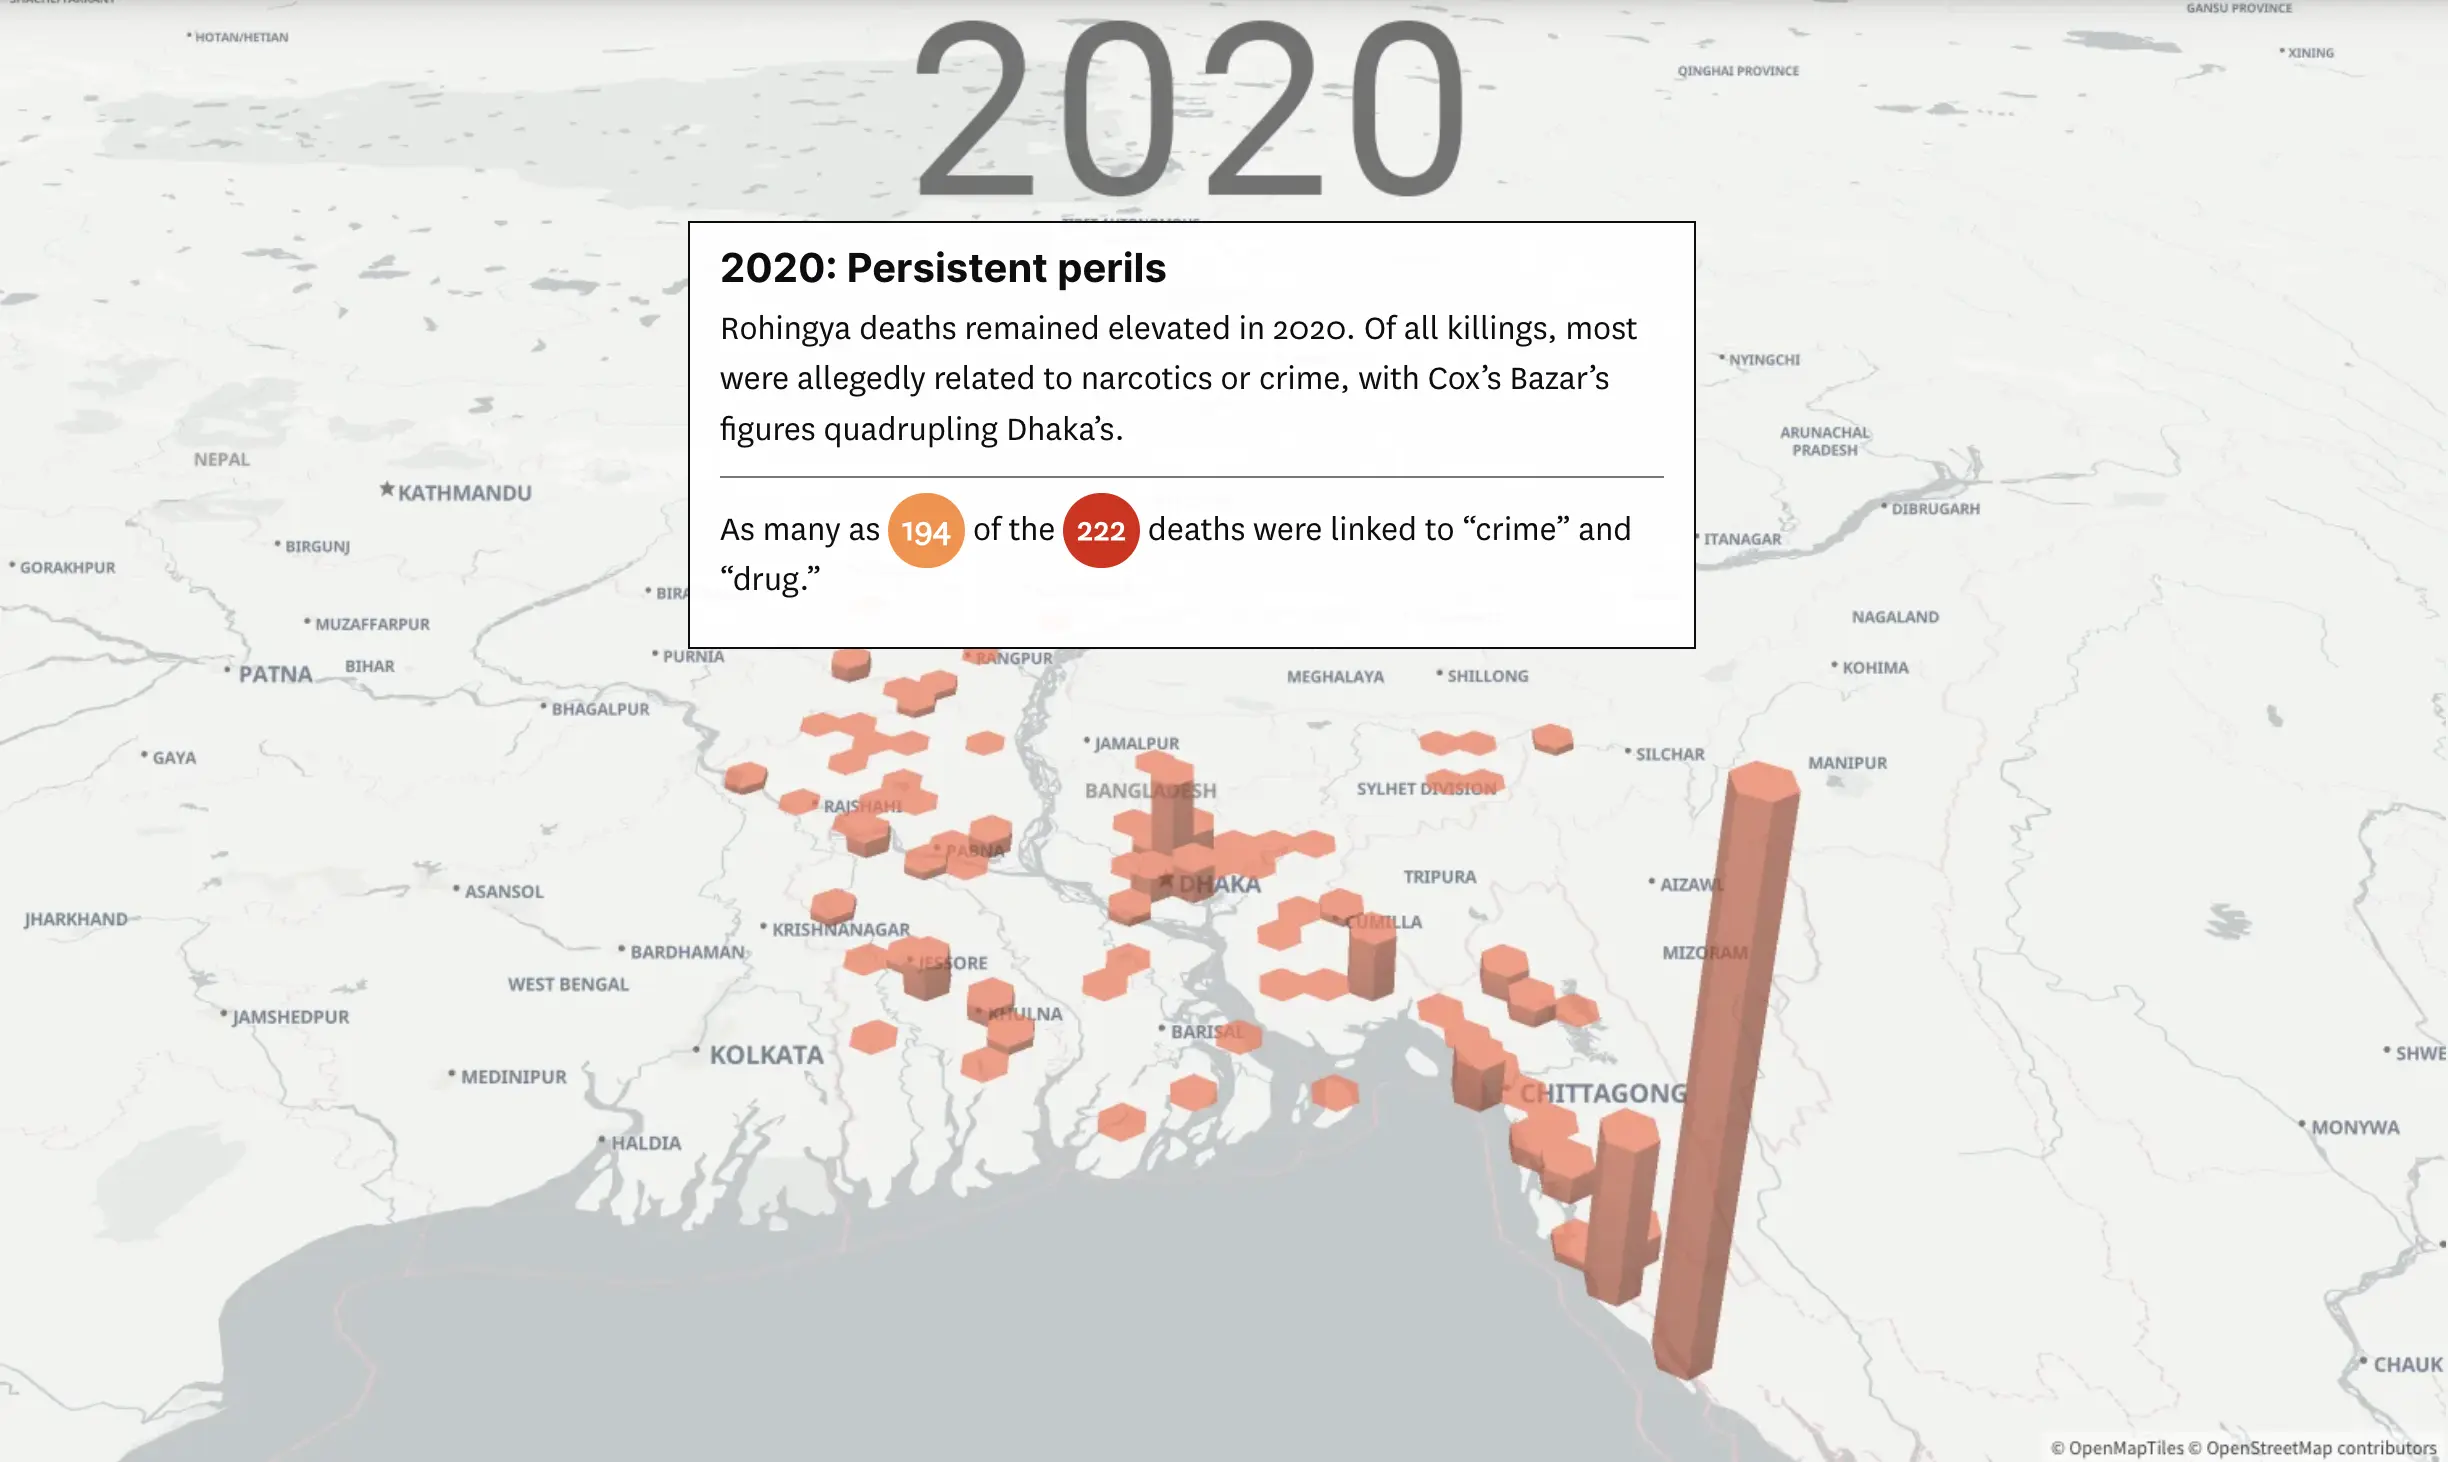 GANSU PROVINCE
HOTAN/HETIAN
XINING
QINGHAI PROVINCE
2020
2020: Persistent perils
Rohingya deaths remained elevated in 2020. Of all killings, most
were allegedly related to narcotics or crime, with Cox’s Bazar’s
figures quadrupling Dhaka’s.
As many as 194 of the 222 deaths were linked to “crime” and
“drug.”
NYINGCHI
ARUNACHAL
PRADESH
NEPAL
KATHMANDU
DIBRUGARH
ITANAGAR
BIRGUNJ
GORAKHPUR
BIRA
MUZAFFARPUR
NAGALAND
PURNIA
RANGPUR
PATNA
BIHAR
MEGHALAYA
SHILLONG
KOHIMA
BHAGALPUR
JAMALPUR
GAYA
SILCHAR
MANIPUR
BANGLADESH
SYLHET DIVISION
RAJSHAHI
PABNA
TRIPURA
DHAKA
AIZAWL
ASANSOL
JHARKHAND
KRISHNANAGAR
CUMILLA
BARDHAMAN
MIZORAM
JESSORE
WEST BENGAL
JAMSHEDPUR
KHULNA
BARISAL
KOLKATA
SHWE
MEDINIPUR
CHITTAGONG
MONYWA
HALDIA
CHAUK
© OpenMapTiles © OpenStreetMap contributors